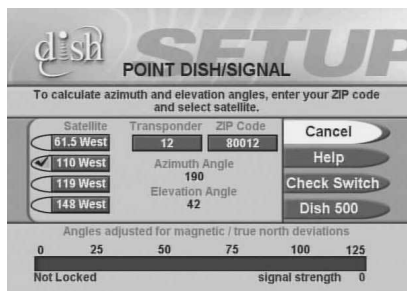 dish
SETUP
POINT DISH/SIGNAL
To calculate azimuth and elevation angles, enter your ZIP code
and select satellite.
Satellite Transponder ZIP Code
61.5 West 12 80012
110 West
119 West
148 West
Azimuth Angle
190
Elevation Angle
42
Cancel
Help
Check Switch
Dish 500
Angles adjusted for magnetic / true north deviations
0 25 50 75 100 125
Not Locked signal strength 0